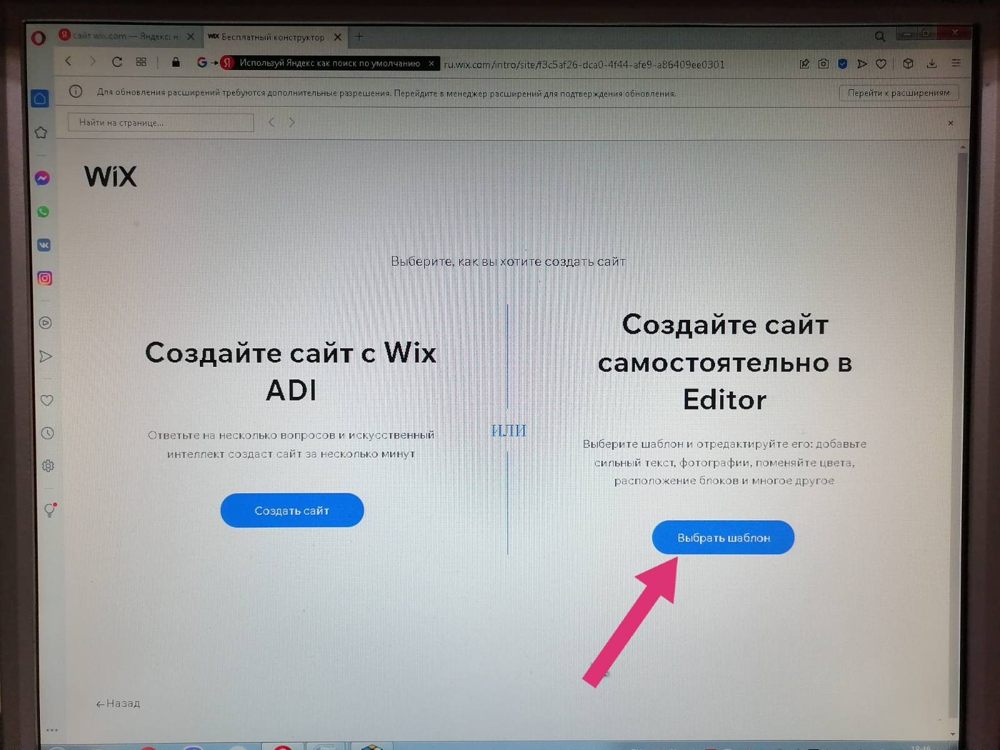 сайт wix.com — Яндекс: н
WiX Бесплатный конструктор
Используй Яндекс как поиск по умолчанию
ru.wix.com/intro/site/f3c5af26-dca0-4f44-afe9-a86409ee0301
Для обновления расширений требуются дополнительные разрешения. Перейдите в менеджер расширений для подтверждения обновления.
Перейти к расширениям
Найти на странице...
WiX
Выберите, как вы хотите создать сайт
Создайте сайт с Wix
ADI
Ответьте на несколько вопросов и искусственный
интеллект создаст сайт за несколько минут
Создать сайт
ИЛИ
Создайте сайт
самостоятельно в
Editor
Выберите шаблон и отредактируйте его: добавьте
сильный текст, фотографии, поменяйте цвета,
расположение блоков и многое другое
Выбрать шаблон
←Назад
18:46